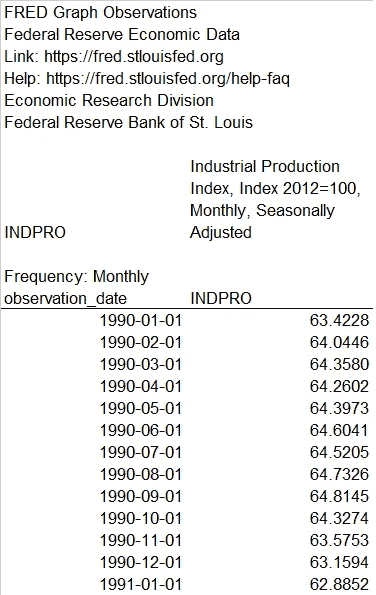 FRED Graph Observations
Federal Reserve Economic Data
Link: https://fred.stlouisfed.org
Help: https://fred.stlouisfed.org/help-faq
Economic Research Division
Federal Reserve Bank of St. Louis
Industrial Production
Index, Index 2012=100,
Monthly, Seasonally
INDPRO Adjusted
Frequency: Monthly
observation_date INDPRO
1990-01-01 63.4228
1990-02-01 64.0446
1990-03-01 64.3580
1990-04-01 64.2602
1990-05-01 64.3973
1990-06-01 64.6041
1990-07-01 64.5205
1990-08-01 64.7326
1990-09-01 64.8145
1990-10-01 64.3274
1990-11-01 63.5753
1990-12-01 63.1594
1991-01-01 62.8852